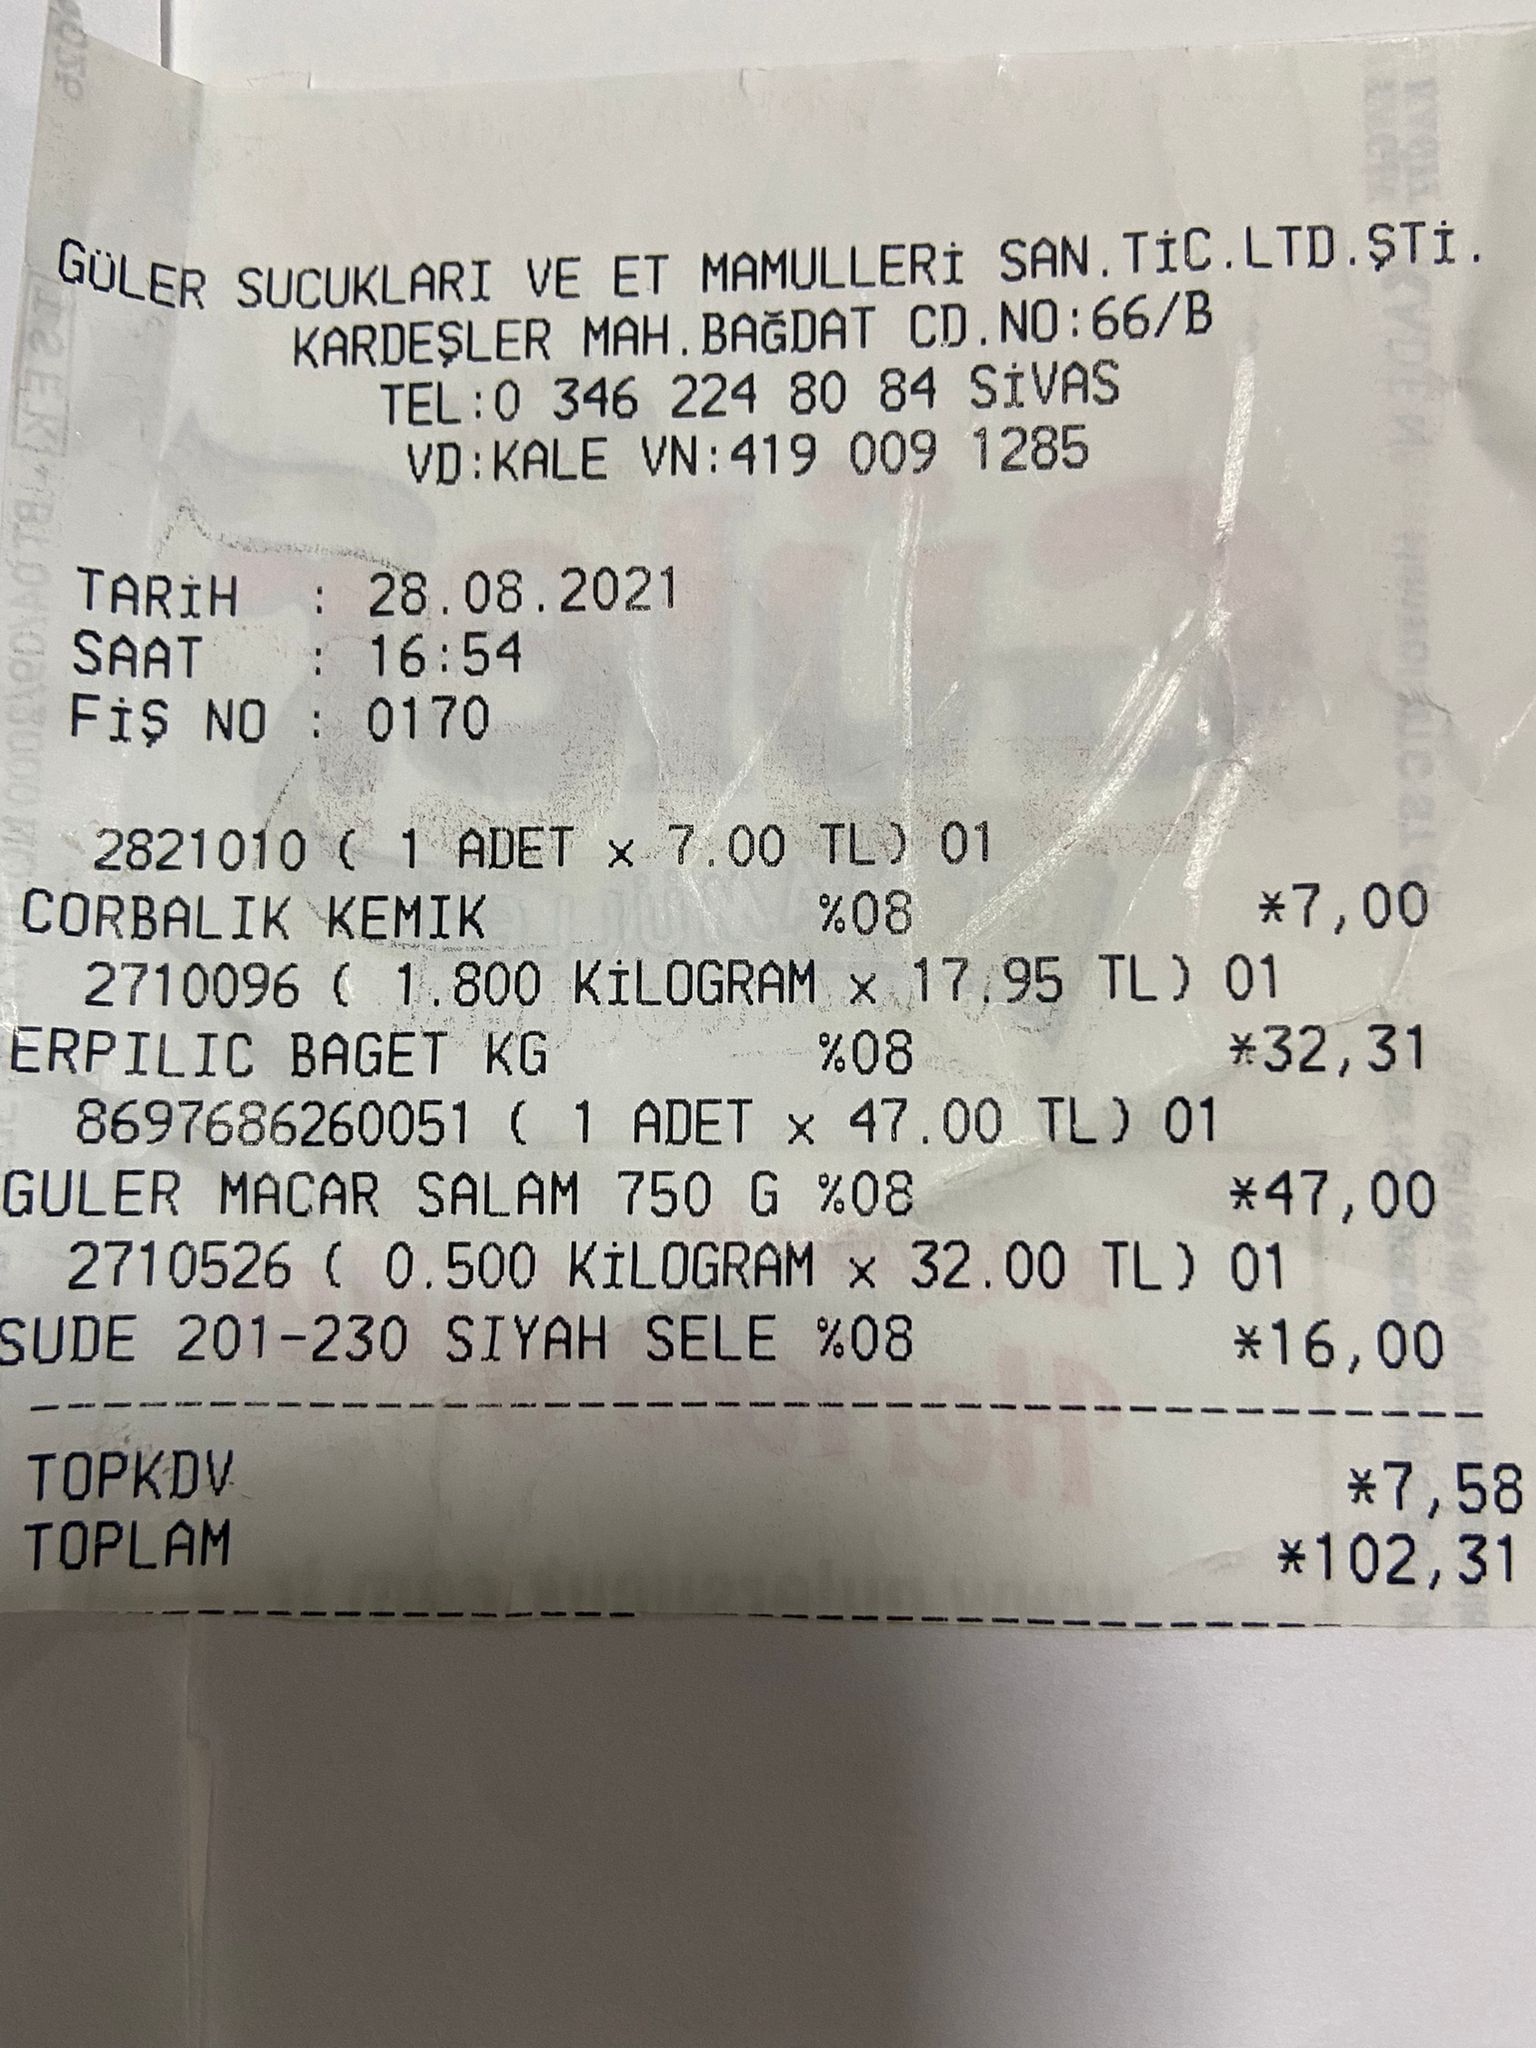 GÜLER SUCUKLARI VE ET MAMULLERİ SAN.TİC.LTD.ŞTİ.
KARDEŞLER MAH.BAĞDAT CD.NO:66/B
TEL:0 346 224 80 84 SİVAS
VD:KALE VN:419 009 1285
TARİH : 28.08.2021
SAAT : 16:54
FİŞ NO : 0170
2821010 ( 1 ADET x 7.00 TL) 01
CORBALIK KEMIK %08 *7,00
2710096 ( 1.800 KİLOGRAM x 17.95 TL) 01
ERPILIC BAGET KG %08 *32,31
8697686260051 ( 1 ADET x 47.00 TL) 01
GULER MACAR SALAM 750 G %08 *47,00
2710526 ( 0.500 KİLOGRAM x 32.00 TL) 01
SUDE 201-230 SIYAH SELE %08 *16,00
TOPKDV *7,58
TOPLAM *102,31